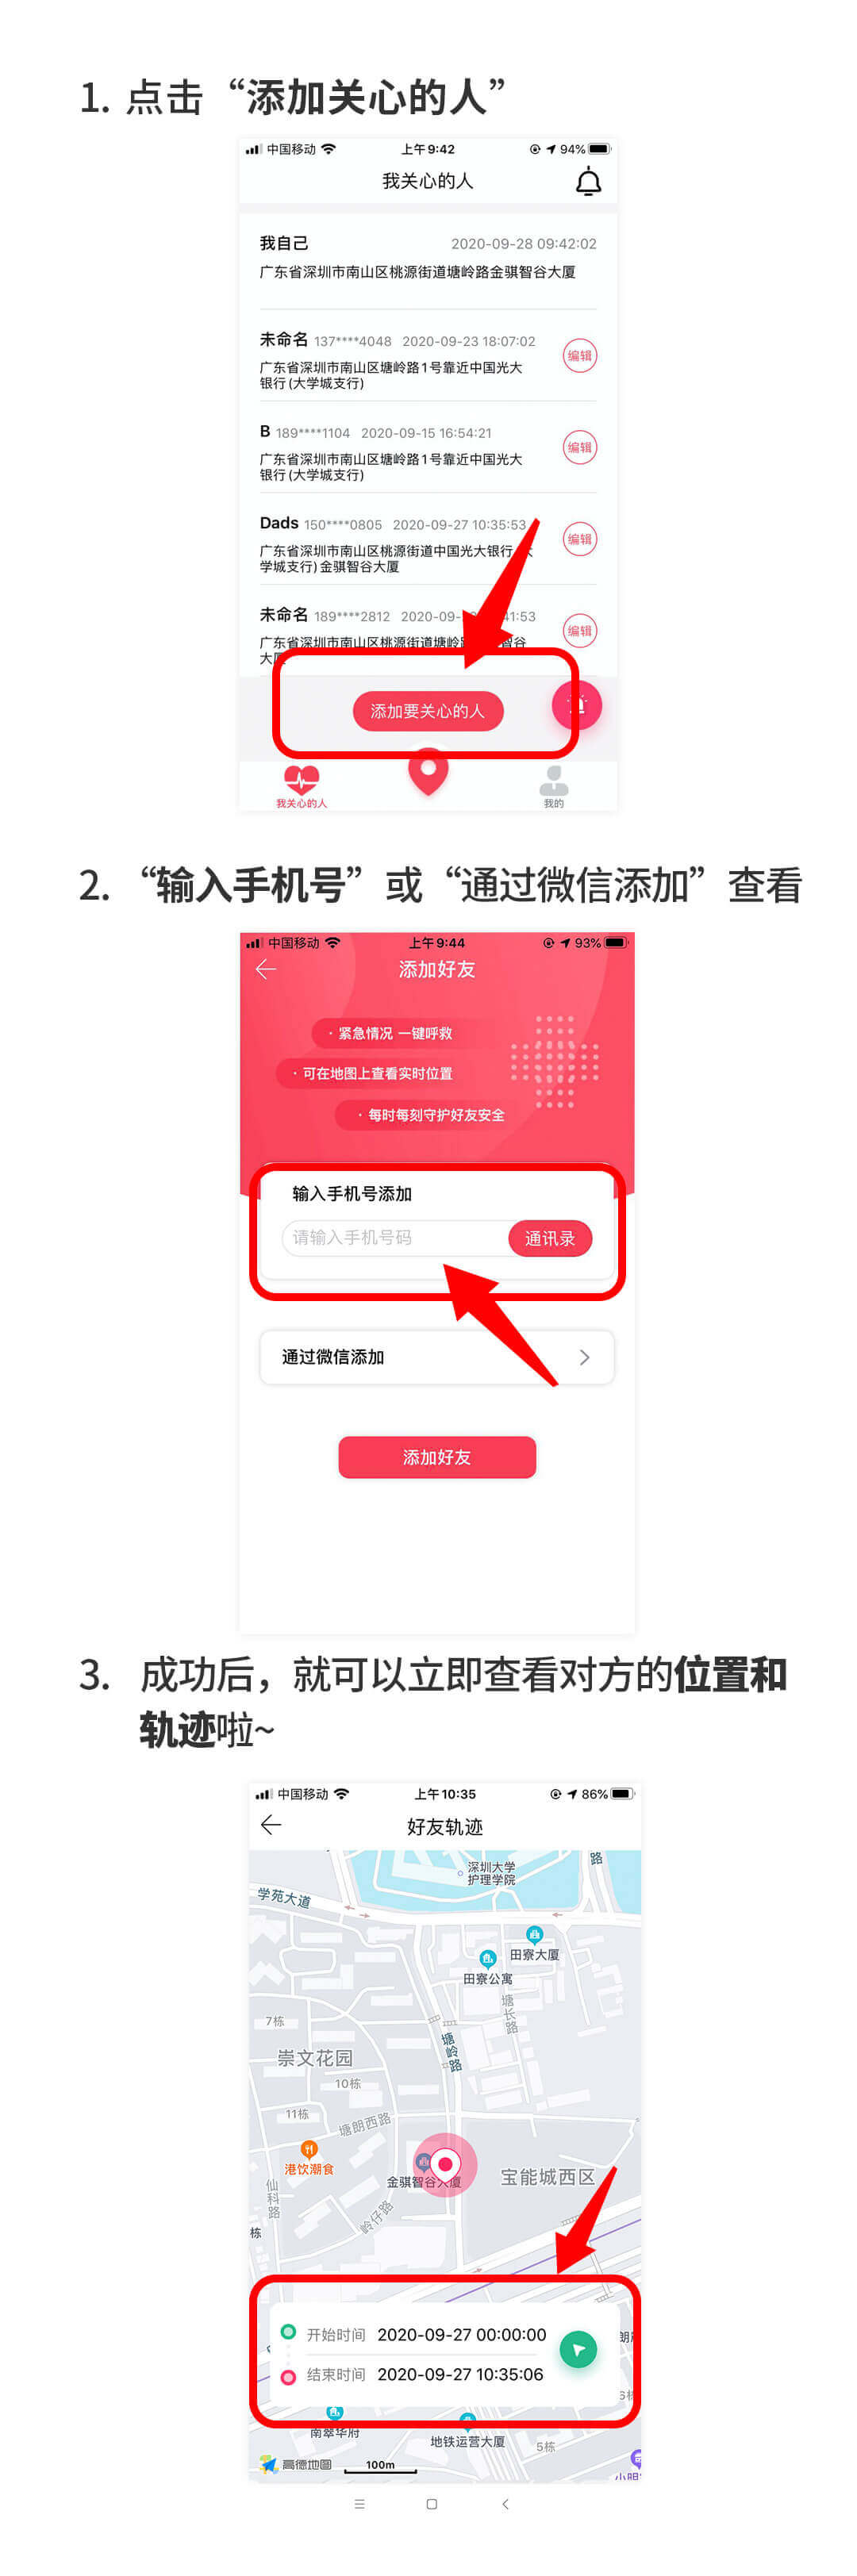 1. 点击“添加关心的人”
中国移动 上午9:42 94%
我关心的人
我自己 2020-09-28 09:42:02
广东省深圳市南山区桃源街道塘岭路金骐智谷大厦
未命名 137****4048 2020-09-23 18:07:02
编辑
广东省深圳市南山区塘岭路1号靠近中国光大
银行(大学城支行)
B 189****1104 2020-09-15 16:54:21
编辑
广东省深圳市南山区塘岭路1号靠近中国光大
银行(大学城支行)
Dads 150****0805 2020-09-27 10:35:53
编辑
广东省深圳市南山区桃源街道中国光大银行
学城支行)金骐智谷大厦
未命名 189****2812 2020-09- 41:53
编辑
广东省深圳市南山区桃源街道塘岭 智谷
大厦
添加要关心的人
我关心的人
我的
2. “输入手机号”或“通过微信添加”查看
中国移动 上午9:44 93%
添加好友
· 紧急情况 一键呼救
· 可在地图上查看实时位置
· 每时每刻守护好友安全
输入手机号添加
请输入手机号码 通讯录
通过微信添加
添加好友
3. 成功后，就可以立即查看对方的位置和
轨迹啦~
中国移动 上午10:35 86%
好友轨迹
深圳大学
护理学院
路
学苑大道
田寮大厦
田寮公寓
塘长路
7栋
塘岭路
崇文花园
10栋
11栋
塘朗西路
港饮潮食
金骐智谷大厦
宝能城西区
仙科路
岭仔路
栋
开始时间 2020-09-27 00:00:00
结束时间 2020-09-27 10:35:06
南翠华府
地铁运营大厦
5栋
高德地图
100m